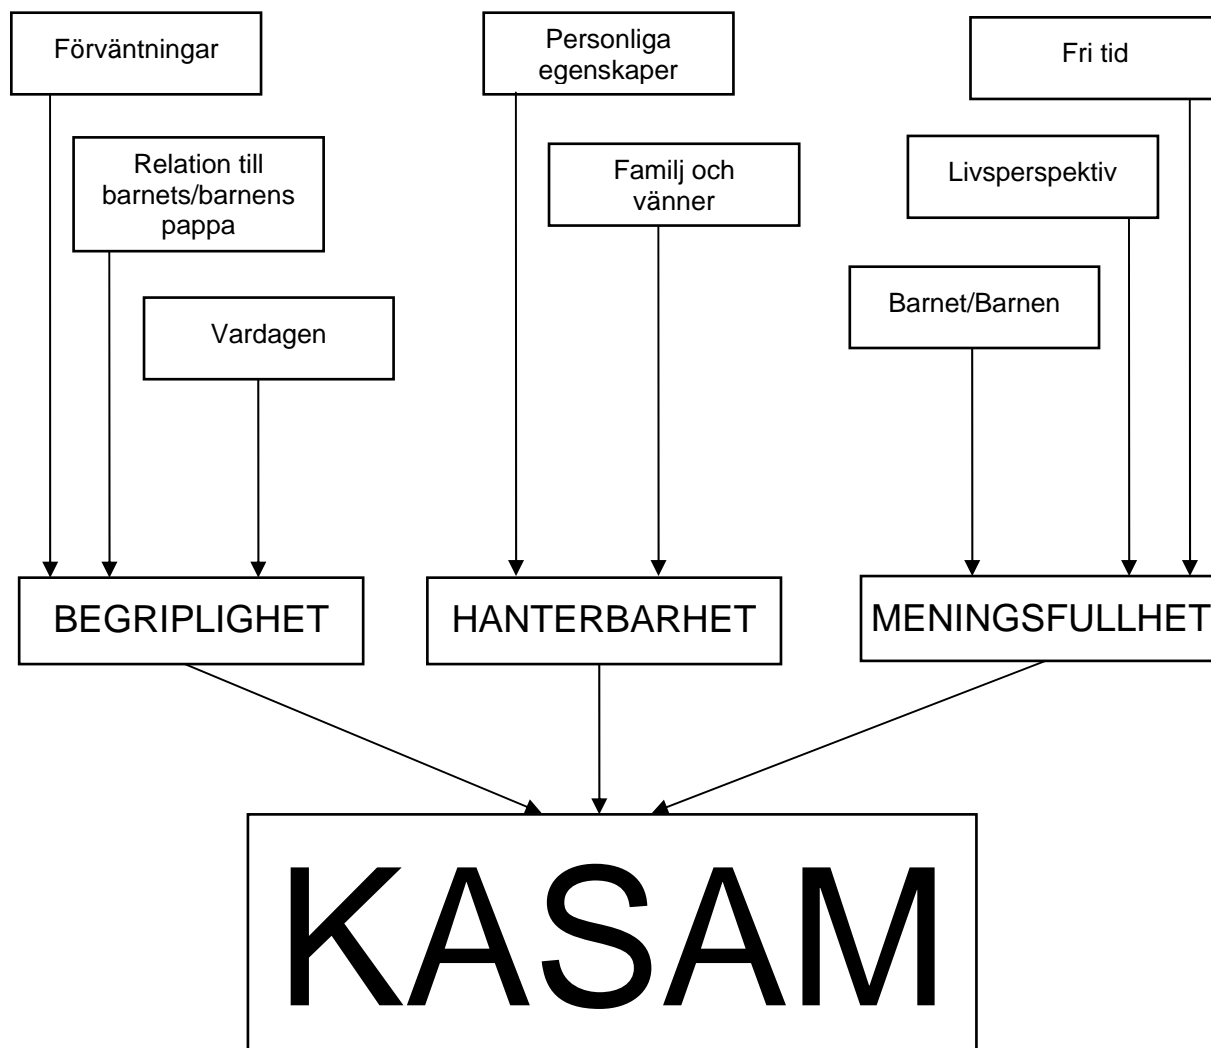 Förväntningar
Personliga
egenskaper
Fri tid
Relation till
barnets/barnens
pappa
Familj och
vänner
Livsperspektiv
Barnet/Barnen
Vardagen
BEGRIPLIGHET
HANTERBARHET
MENINGSFULLHET
KASAM